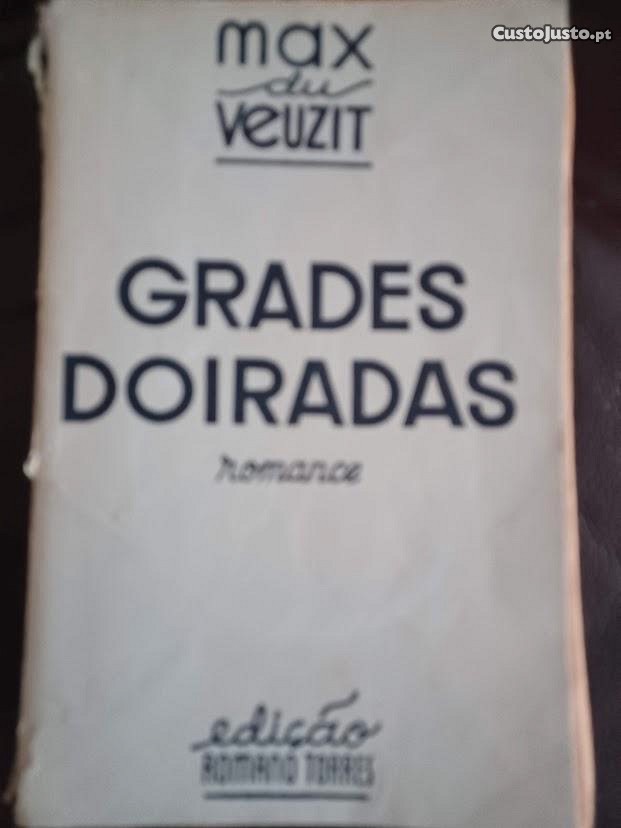 CustoJusto.pt
max
du
Veuzit
GRADES
DOIRADAS
romance
edição
ROMANO TORRES